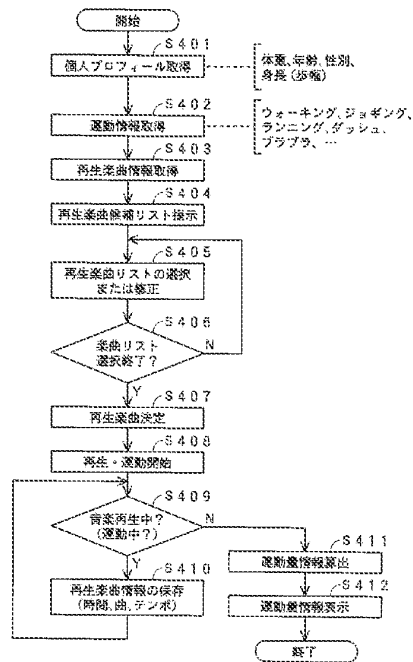 開始
S401
個人プロフィール取得
体重、年齢、性別、
身長(歩幅)
S402
運動情報取得
ウォーキング、ジョギング、
ランニング、ダッシュ、
ブラブラ、…
S403
再生楽曲情報取得
S404
再生楽曲候補リスト提示
S405
再生楽曲リストの選択
または修正
S406
楽曲リスト
選択終了?
N
Y
S407
再生楽曲決定
S408
再生・運動開始
S409
音楽再生中?
(運動中?)
N
Y
S410
再生楽曲情報の保存
(時間、曲、テンポ)
S411
運動量情報算出
S412
運動量情報表示
終了